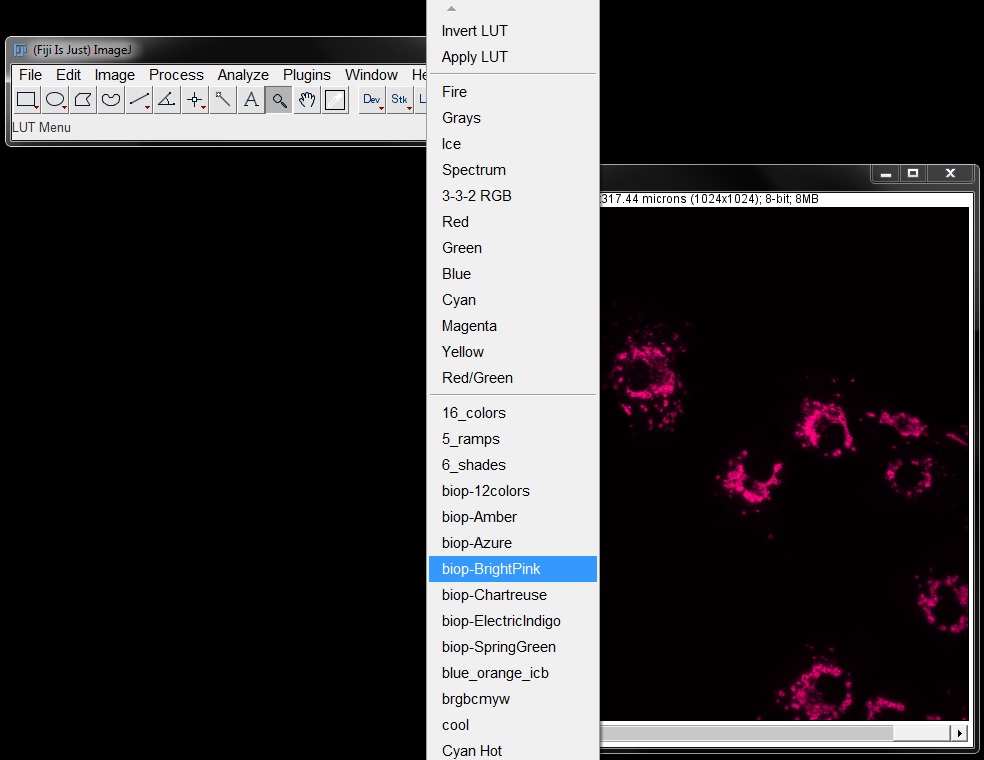 (Fiji Is Just) ImageJ
File Edit Image Process Analyze Plugins Window He
A Dev Stk L
LUT Menu
Invert LUT
Apply LUT
Fire
Grays
Ice
Spectrum
3-3-2 RGB
Red
Green
Blue
Cyan
Magenta
Yellow
Red/Green
16_colors
5_ramps
6_shades
biop-12colors
biop-Amber
biop-Azure
biop-BrightPink
biop-Chartreuse
biop-ElectricIndigo
biop-SpringGreen
blue_orange_icb
brgbcmyw
cool
Cyan Hot
317.44 microns (1024x1024); 8-bit; 8MB